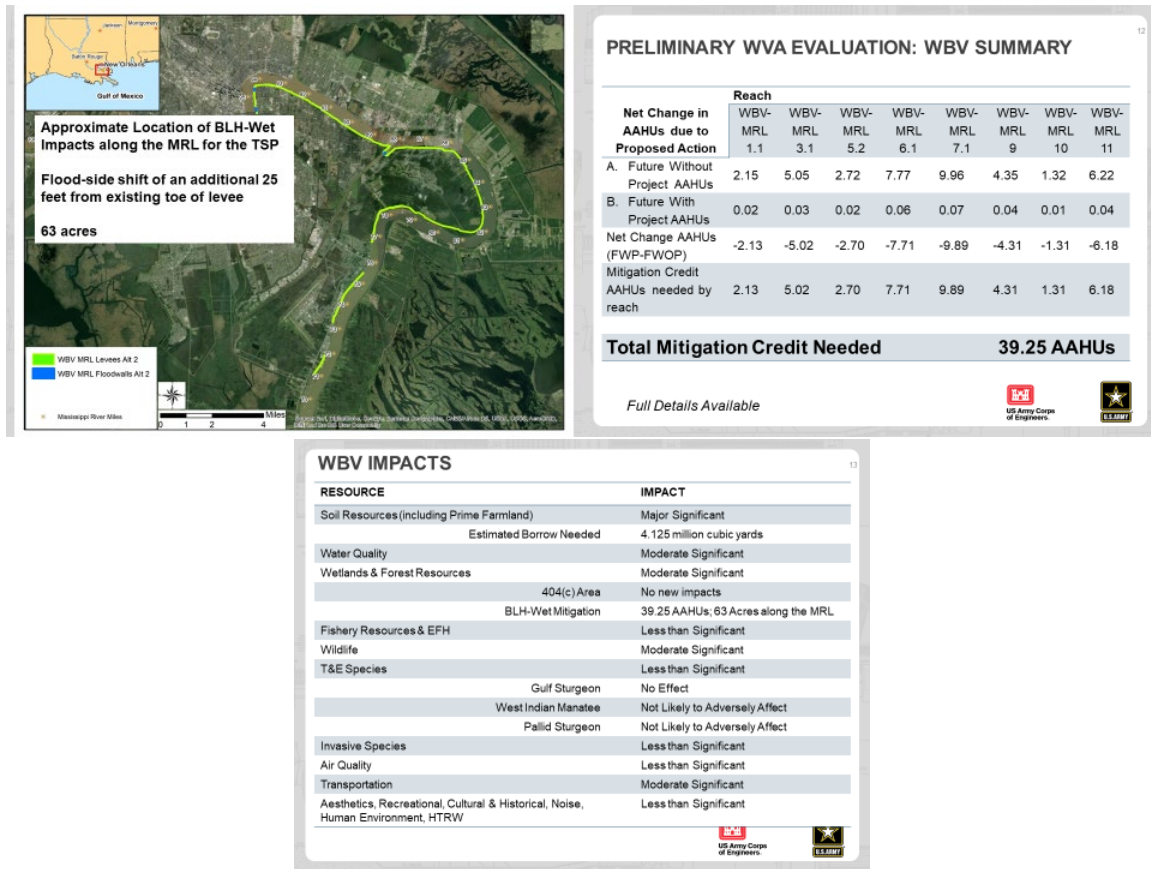 Jackson
Montgomery
Baton Rouge
New Orleans
Gulf of Mexico
Approximate Location of BLH-Wet
Impacts along the MRL for the TSP
Flood-side shift of an additional 25
feet from existing toe of levee
63 acres
WBV MRL Levees Alt 2
WBV MRL Floodwalls Alt 2
Mississippi River Miles
Miles
0 1 2 4
12
PRELIMINARY WVA EVALUATION: WBV SUMMARY
Reach
Net Change in WBV- WBV- WBV- WBV- WBV- WBV- WBV- WBV-
AAHUs due to MRL MRL MRL MRL MRL MRL MRL MRL
Proposed Action 1.1 3.1 5.2 6.1 7.1 9 10 11
A. Future Without
Project AAHUs 2.15 5.05 2.72 7.77 9.96 4.35 1.32 6.22
B. Future With
Project AAHUs 0.02 0.03 0.02 0.06 0.07 0.04 0.01 0.04
Net Change AAHUs
(FWP-FWOP) -2.13 -5.02 -2.70 -7.71 -9.89 -4.31 -1.31 -6.18
Mitigation Credit
AAHUs needed by 2.13 5.02 2.70 7.71 9.89 4.31 1.31 6.18
reach
Total Mitigation Credit Needed 39.25 AAHUs
Full Details Available
US Army Corps
of Engineers.
U.S.ARMY
WBV IMPACTS
13
RESOURCE IMPACT
Soil Resources (including Prime Farmland) Major Significant
Estimated Borrow Needed 4.125 million cubic yards
Water Quality Moderate Significant
Wetlands & Forest Resources Moderate Significant
404(c) Area No new impacts
BLH-Wet Mitigation 39.25 AAHUs; 63 Acres along the MRL
Fishery Resources & EFH Less than Significant
Wildlife Moderate Significant
T&E Species Less than Significant
Gulf Sturgeon No Effect
West Indian Manatee Not Likely to Adversely Affect
Pallid Sturgeon Not Likely to Adversely Affect
Invasive Species Less than Significant
Air Quality Less than Significant
Transportation Moderate Significant
Aesthetics, Recreational, Cultural & Historical, Noise, Less than Significant
Human Environment, HTRW
US Army Corps
of Engineers.
U.S.ARMY